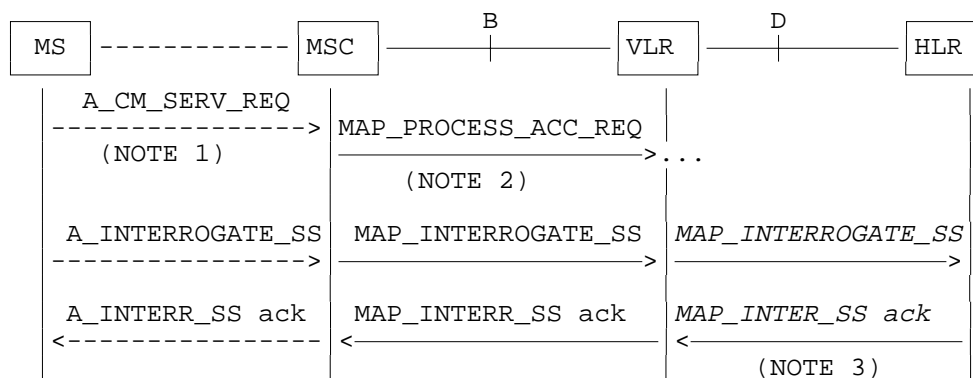 B D
MS MSC VLR HLR
A_CM_SERV_REQ
MAP_PROCESS_ACC_REQ
(NOTE 1) ...
(NOTE 2)
A_INTERROGATE_SS MAP_INTERROGATE_SS MAP_INTERROGATE_SS
A_INTERR_SS ack MAP_INTERR_SS ack MAP_INTER_SS ack
(NOTE 3)